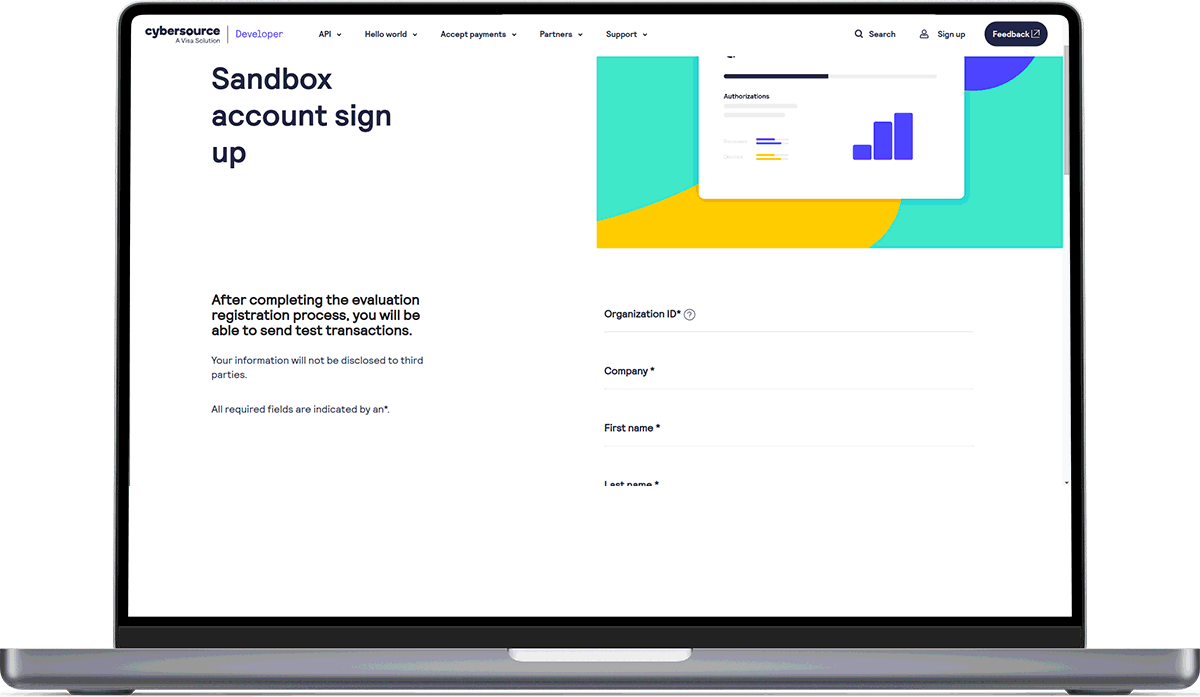 cybersource
A Visa Solution
Developer
API
Hello world
Accept payments
Partners
Support
Search
Sign up
Feedback
Sandbox
account sign
up
Authorizations
After completing the evaluation
registration process, you will be
able to send test transactions.
Your information will not be disclosed to third
parties.
All required fields are indicated by an*.
Organization ID* ?
Company *
First name *
Last name *